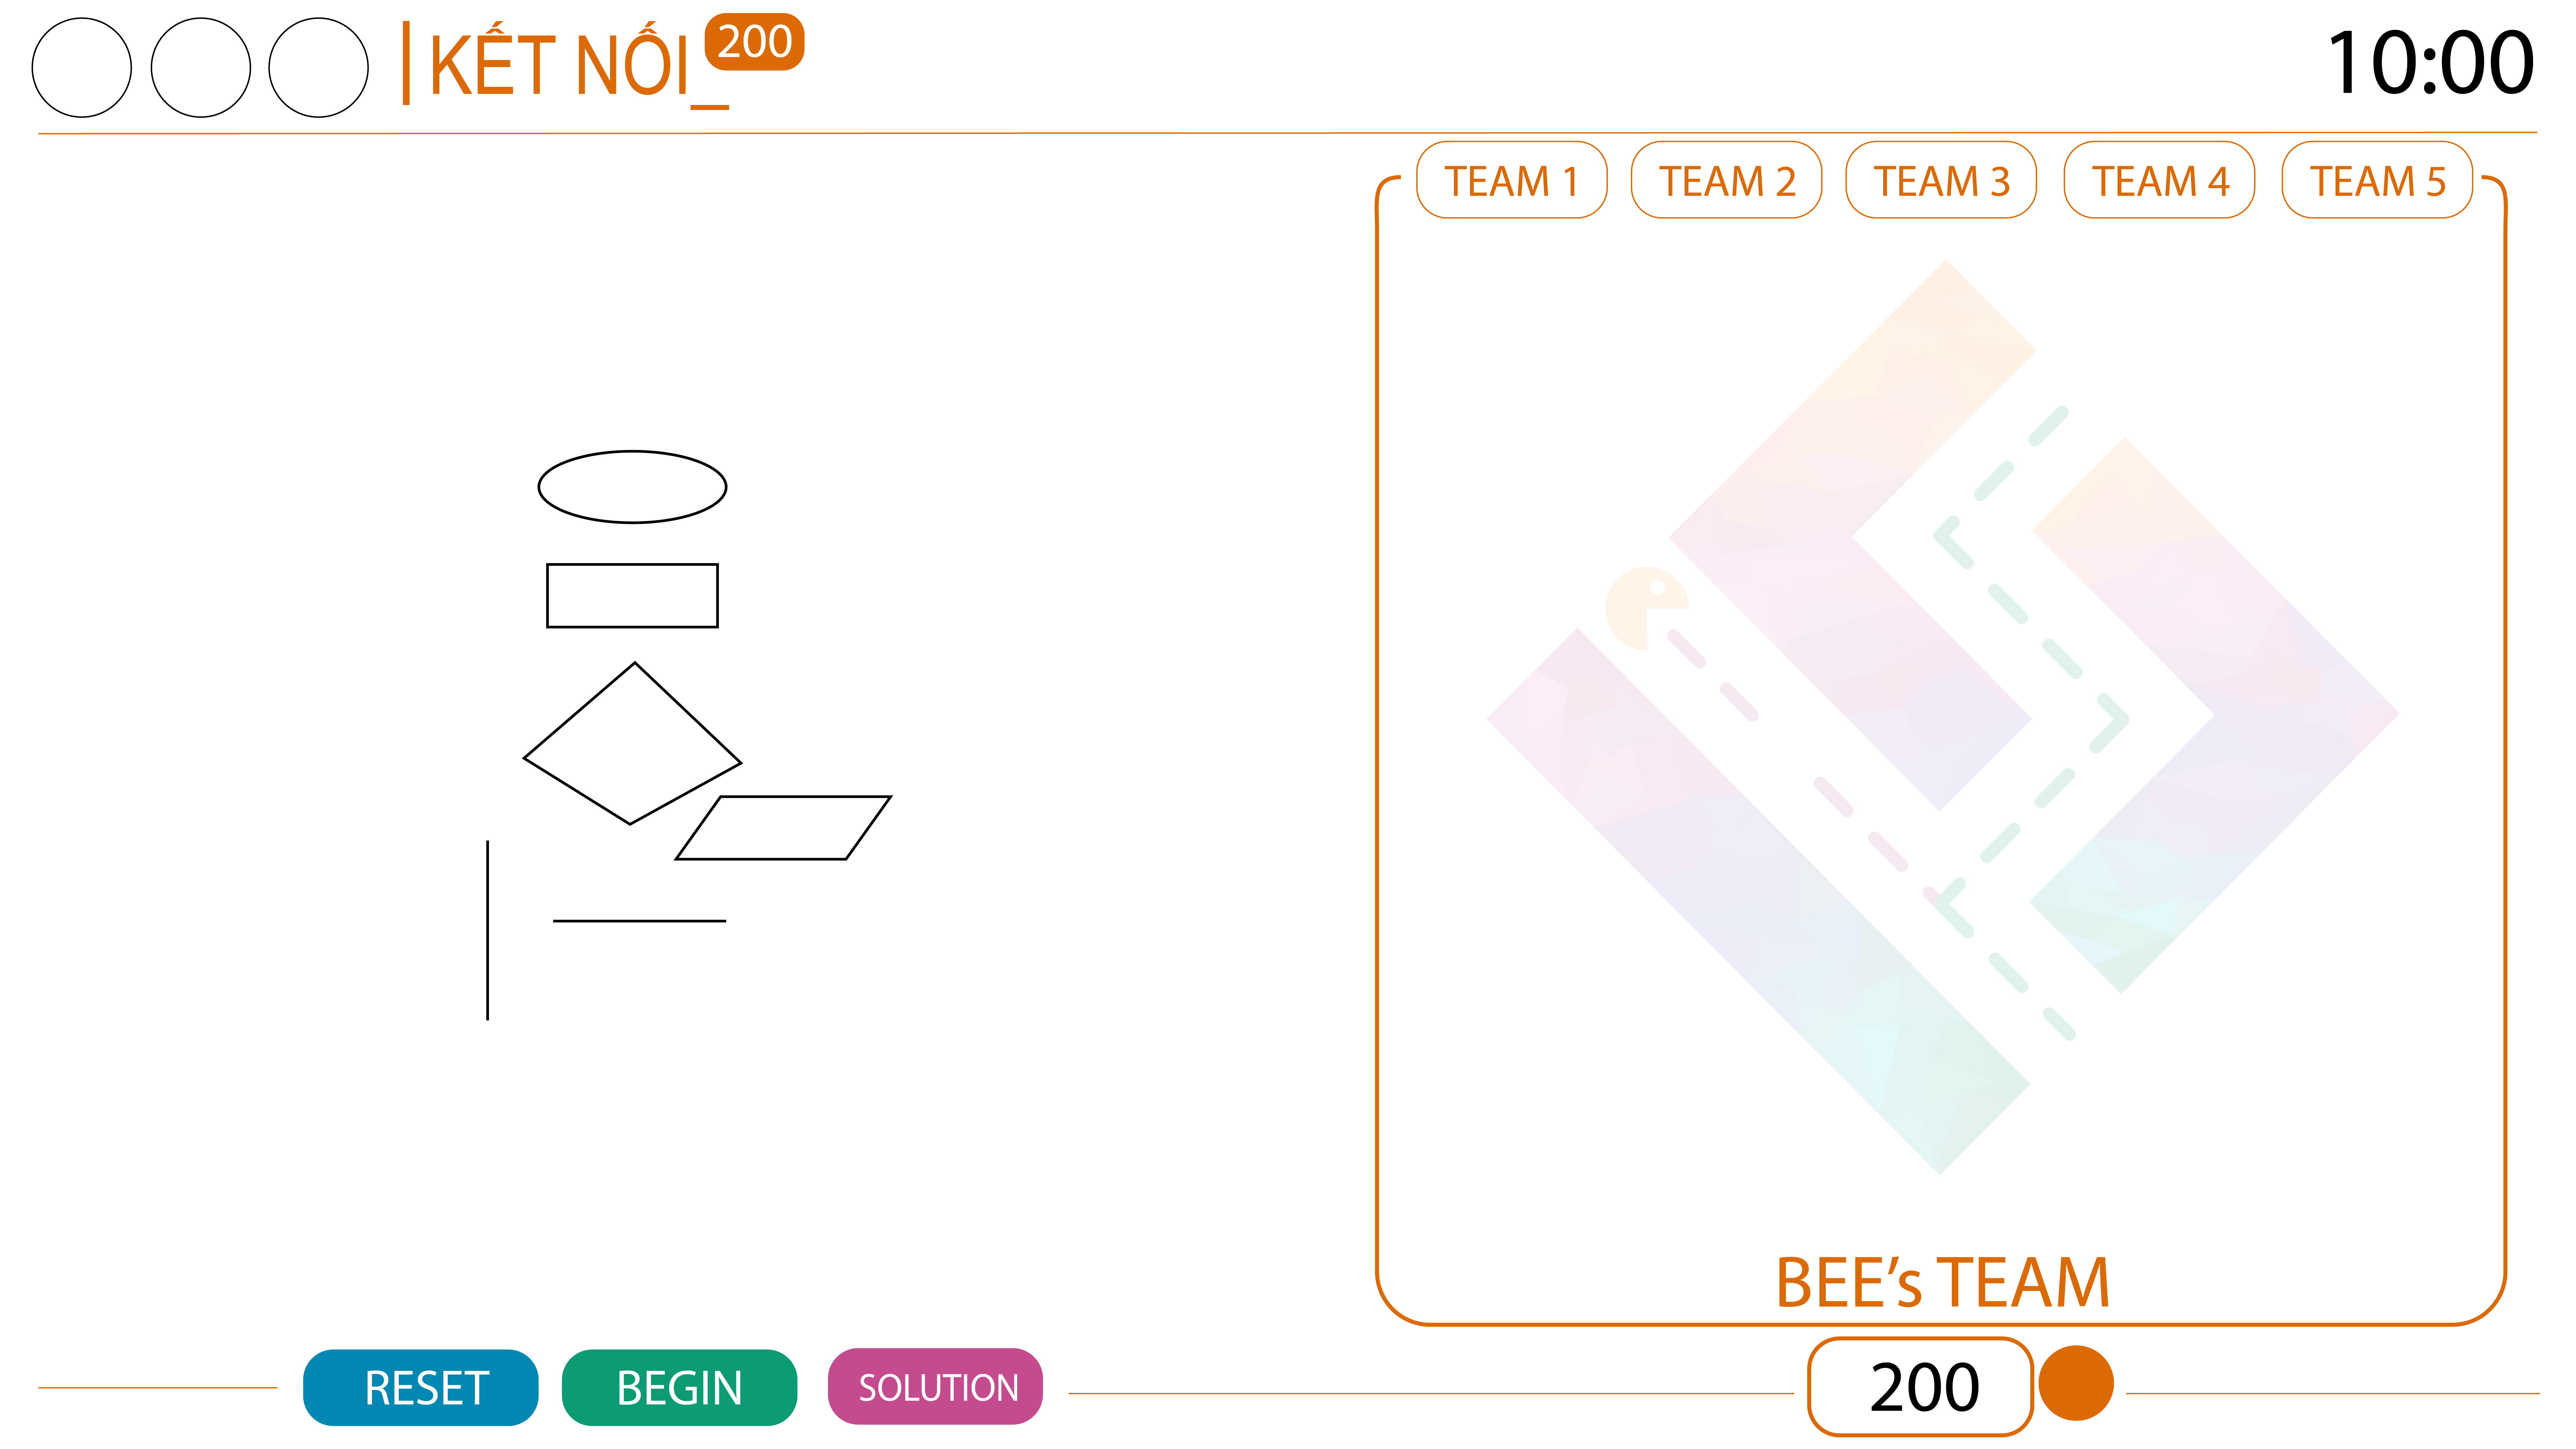 KẾT NỐI_
200
10:00
TEAM 1
TEAM 2
TEAM 3
TEAM 4
TEAM 5
BEE's TEAM
RESET
BEGIN
SOLUTION
200